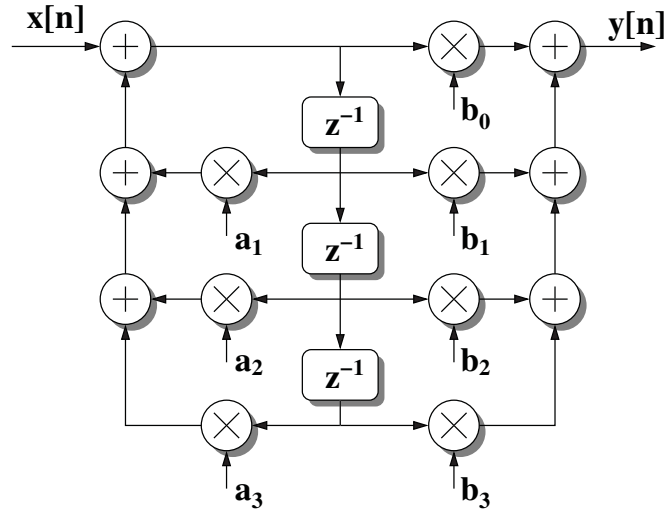 x[n] y[n]
b₀
z⁻¹
a₁ b₁
z⁻¹
a₂ b₂
z⁻¹
a₃ b₃